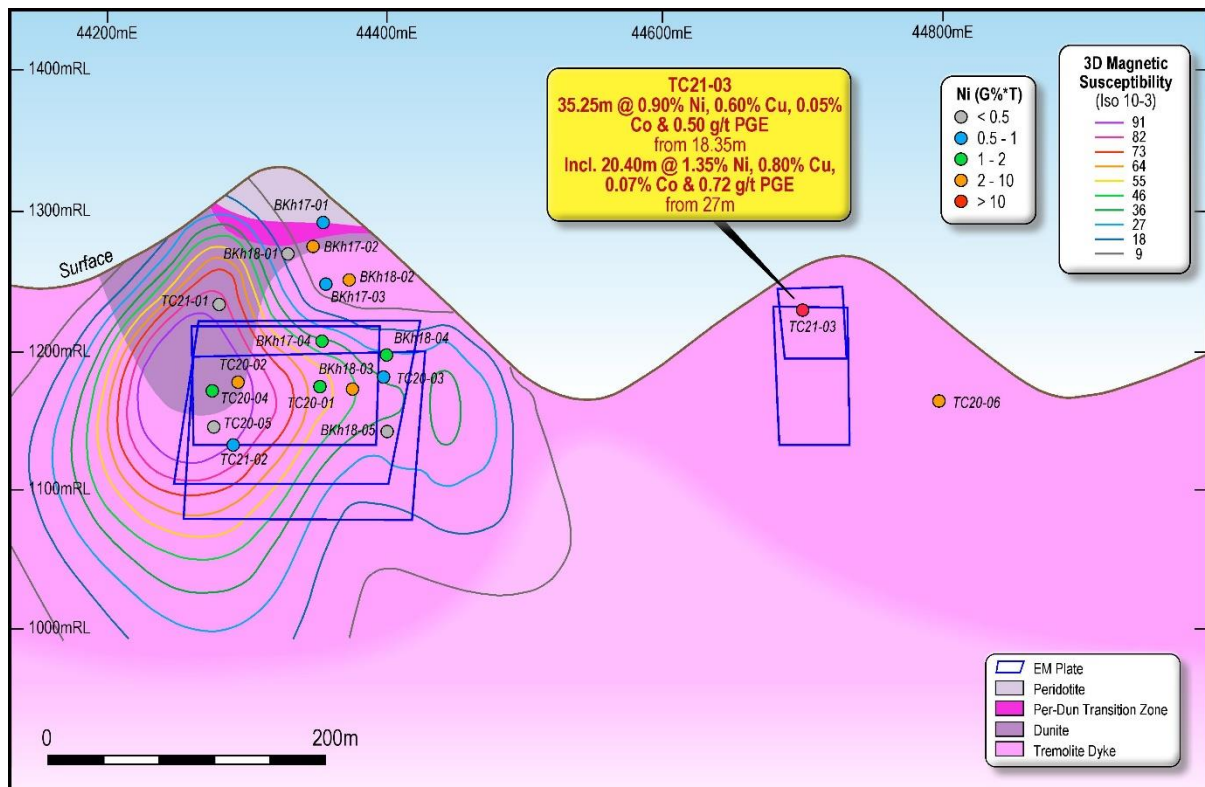 44200mE
44400mE
44600mE
44800mE
1400mRL
1300mRL
1200mRL
1100mRL
1000mRL
Surface
TC21-03
35.25m @ 0.90% Ni, 0.60% Cu, 0.05%
Co & 0.50 g/t PGE
from 18.35m
Incl. 20.40m @ 1.35% Ni, 0.80% Cu,
0.07% Co & 0.72 g/t PGE
from 27m
Ni (G%*T)
< 0.5
0.5 - 1
1 - 2
2 - 10
> 10
3D Magnetic
Susceptibility
(Iso 10-3)
91
82
73
64
55
46
36
27
18
9
BKh17-01
BKh17-02
BKh18-01
BKh18-02
BKh17-03
TC21-01
BKh17-04
BKh18-04
TC20-02
BKh18-03
TC20-03
TC20-04
TC20-01
TC20-05
BKh18-05
TC21-02
TC21-03
TC20-06
0
200m
EM Plate
Peridotite
Per-Dun Transition Zone
Dunite
Tremolite Dyke